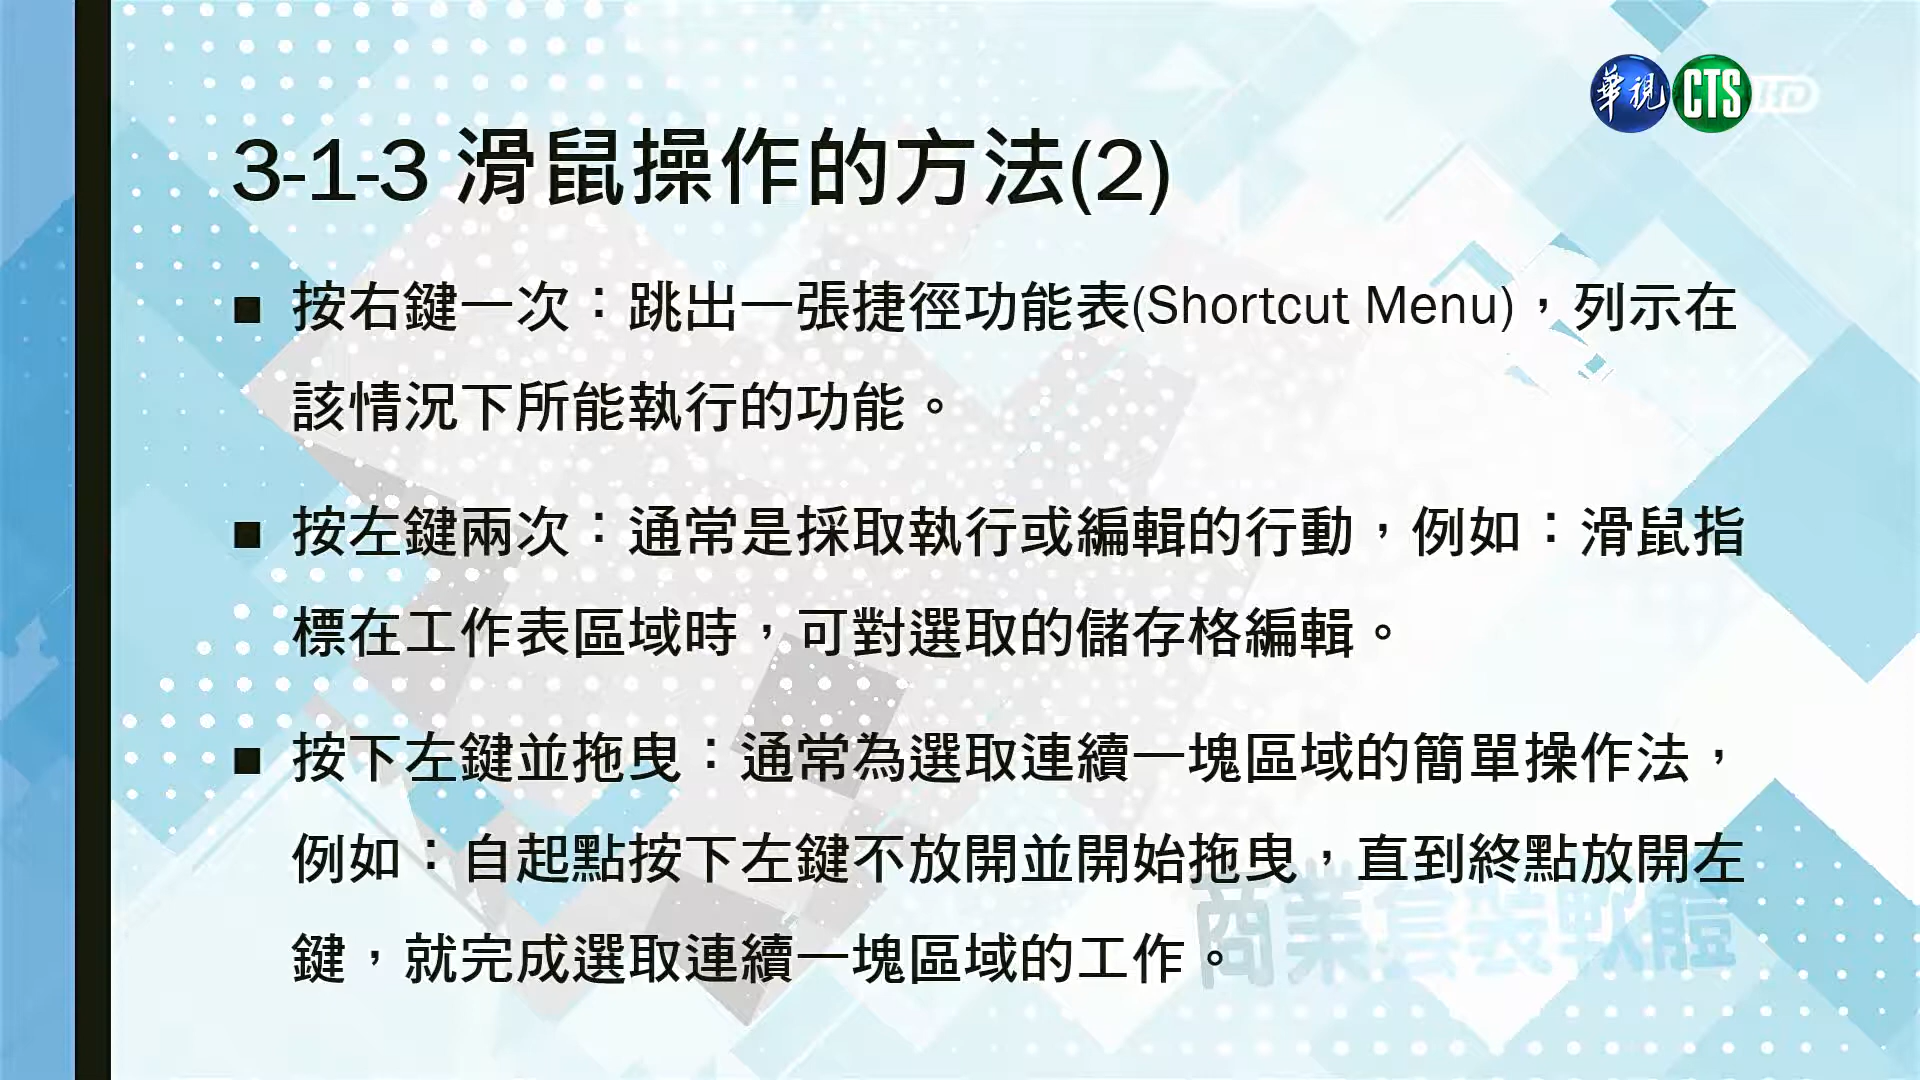 華視 CTS HD
3-1-3 滑鼠操作的方法(2)
■ 按右鍵一次：跳出一張捷徑功能表(Shortcut Menu)，列示在
該情況下所能執行的功能。
■ 按左鍵兩次：通常是採取執行或編輯的行動，例如：滑鼠指
標在工作表區域時，可對選取的儲存格編輯。
■ 按下左鍵並拖曳：通常為選取連續一塊區域的簡單操作法，
例如：自起點按下左鍵不放開並開始拖曳，直到終點放開左
鍵，就完成選取連續一塊區域的工作。
商業套裝軟體